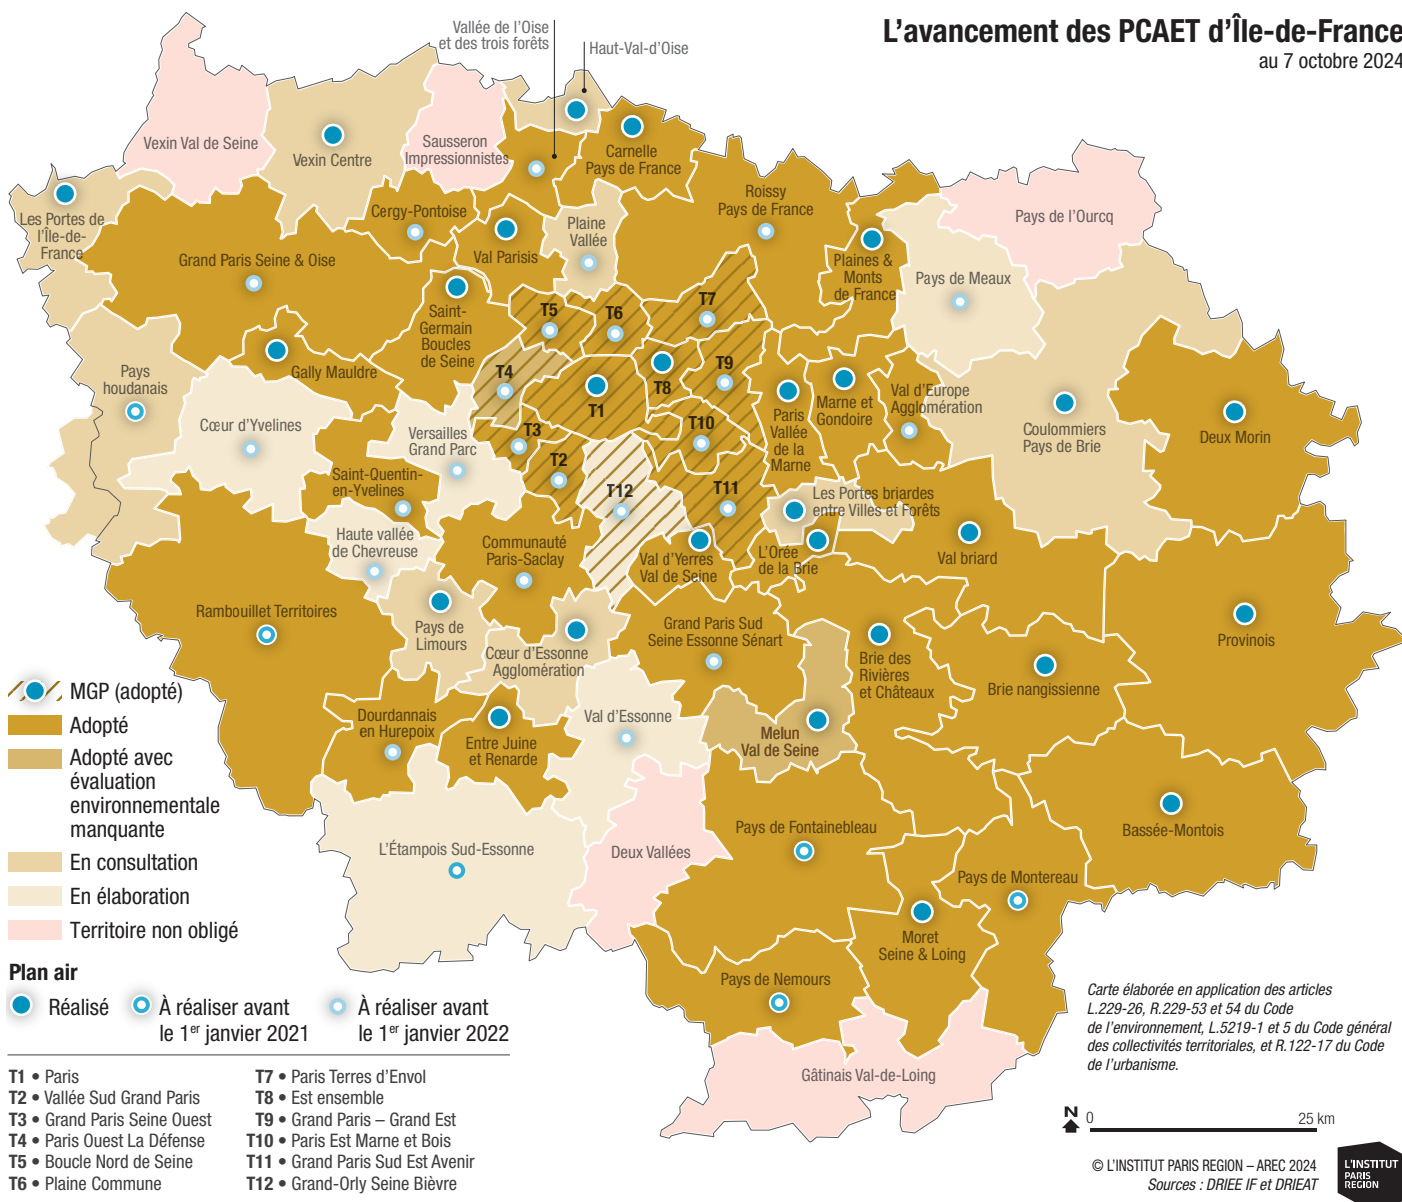 L'avancement des PCAET d'Île-de-France
au 7 octobre 2024
Vallée de l'Oise
et des trois forêts
Haut-Val-d'Oise
Vexin Val de Seine
Vexin Centre
Sausseron
Impressionnistes
Carnelle
Pays de France
Roissy
Pays de France
Pays de l'Ourcq
Les Portes de
l'Île-de-
France
Cergy-Pontoise
Val Parisis
Plaine
Vallée
Plaines &
Monts
de France
Pays de Meaux
Grand Paris Seine & Oise
Saint-
Germain
Boucles
de Seine
T5
T6
T7
Pays
houdanais
Gally Mauldre
T4
T1
T8
T9
Paris
Vallée
de la
Marne
Marne et
Gondoire
Val d'Europe
Agglomération
Coulommiers
Pays de Brie
Deux Morin
Cœur d'Yvelines
Versailles
Grand Parc
T3
T10
T2
Saint-Quentin-
en-Yvelines
T12
T11
Les Portes briardes
entre Villes et Forêts
Haute vallée
de Chevreuse
Communauté
Paris-Saclay
Val d'Yerres
Val de Seine
L'Orée
de la Brie
Val briard
Rambouillet Territoires
Pays de
Limours
Cœur d'Essonne
Agglomération
Grand Paris Sud
Seine Essonne Sénart
Brie des
Rivières
et Châteaux
Brie nangissienne
Provinois
Dourdannais
en Hurepoix
Entre Juine
et Renarde
Val d'Essonne
Melun
Val de Seine
L'Étampois Sud-Essonne
Deux Vallées
Pays de Fontainebleau
Bassée-Montois
Pays de Montereau
Moret
Seine & Loing
Pays de Nemours
Gâtinais Val-de-Loing
MGP (adopté)
Adopté
Adopté avec
évaluation
environnementale
manquante
En consultation
En élaboration
Territoire non obligé
Plan air
Réalisé
À réaliser avant
le 1er janvier 2021
À réaliser avant
le 1er janvier 2022
T1 • Paris
T2 • Vallée Sud Grand Paris
T3 • Grand Paris Seine Ouest
T4 • Paris Ouest La Défense
T5 • Boucle Nord de Seine
T6 • Plaine Commune
T7 • Paris Terres d'Envol
T8 • Est ensemble
T9 • Grand Paris – Grand Est
T10 • Paris Est Marne et Bois
T11 • Grand Paris Sud Est Avenir
T12 • Grand-Orly Seine Bièvre
Carte élaborée en application des articles
L.229-26, R.229-53 et 54 du Code
de l'environnement, L.5219-1 et 5 du Code général
des collectivités territoriales, et R.122-17 du Code
de l'urbanisme.
N
0
25 km
© L'INSTITUT PARIS REGION – AREC 2024
Sources : DRIEE IF et DRIEAT
L'INSTITUT
PARIS
REGION